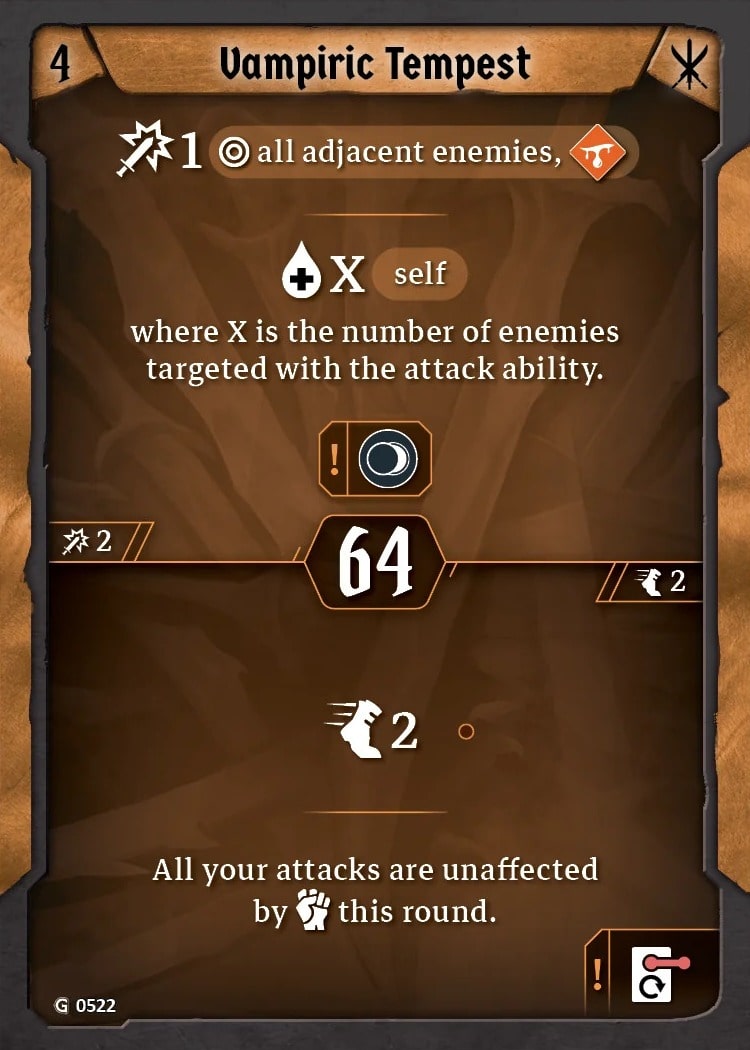 4
Vampiric Tempest
1 all adjacent enemies,
X self
where X is the number of enemies
targeted with the attack ability.
!
2
64
2
2
All your attacks are unaffected
by this round.
!
G 0522